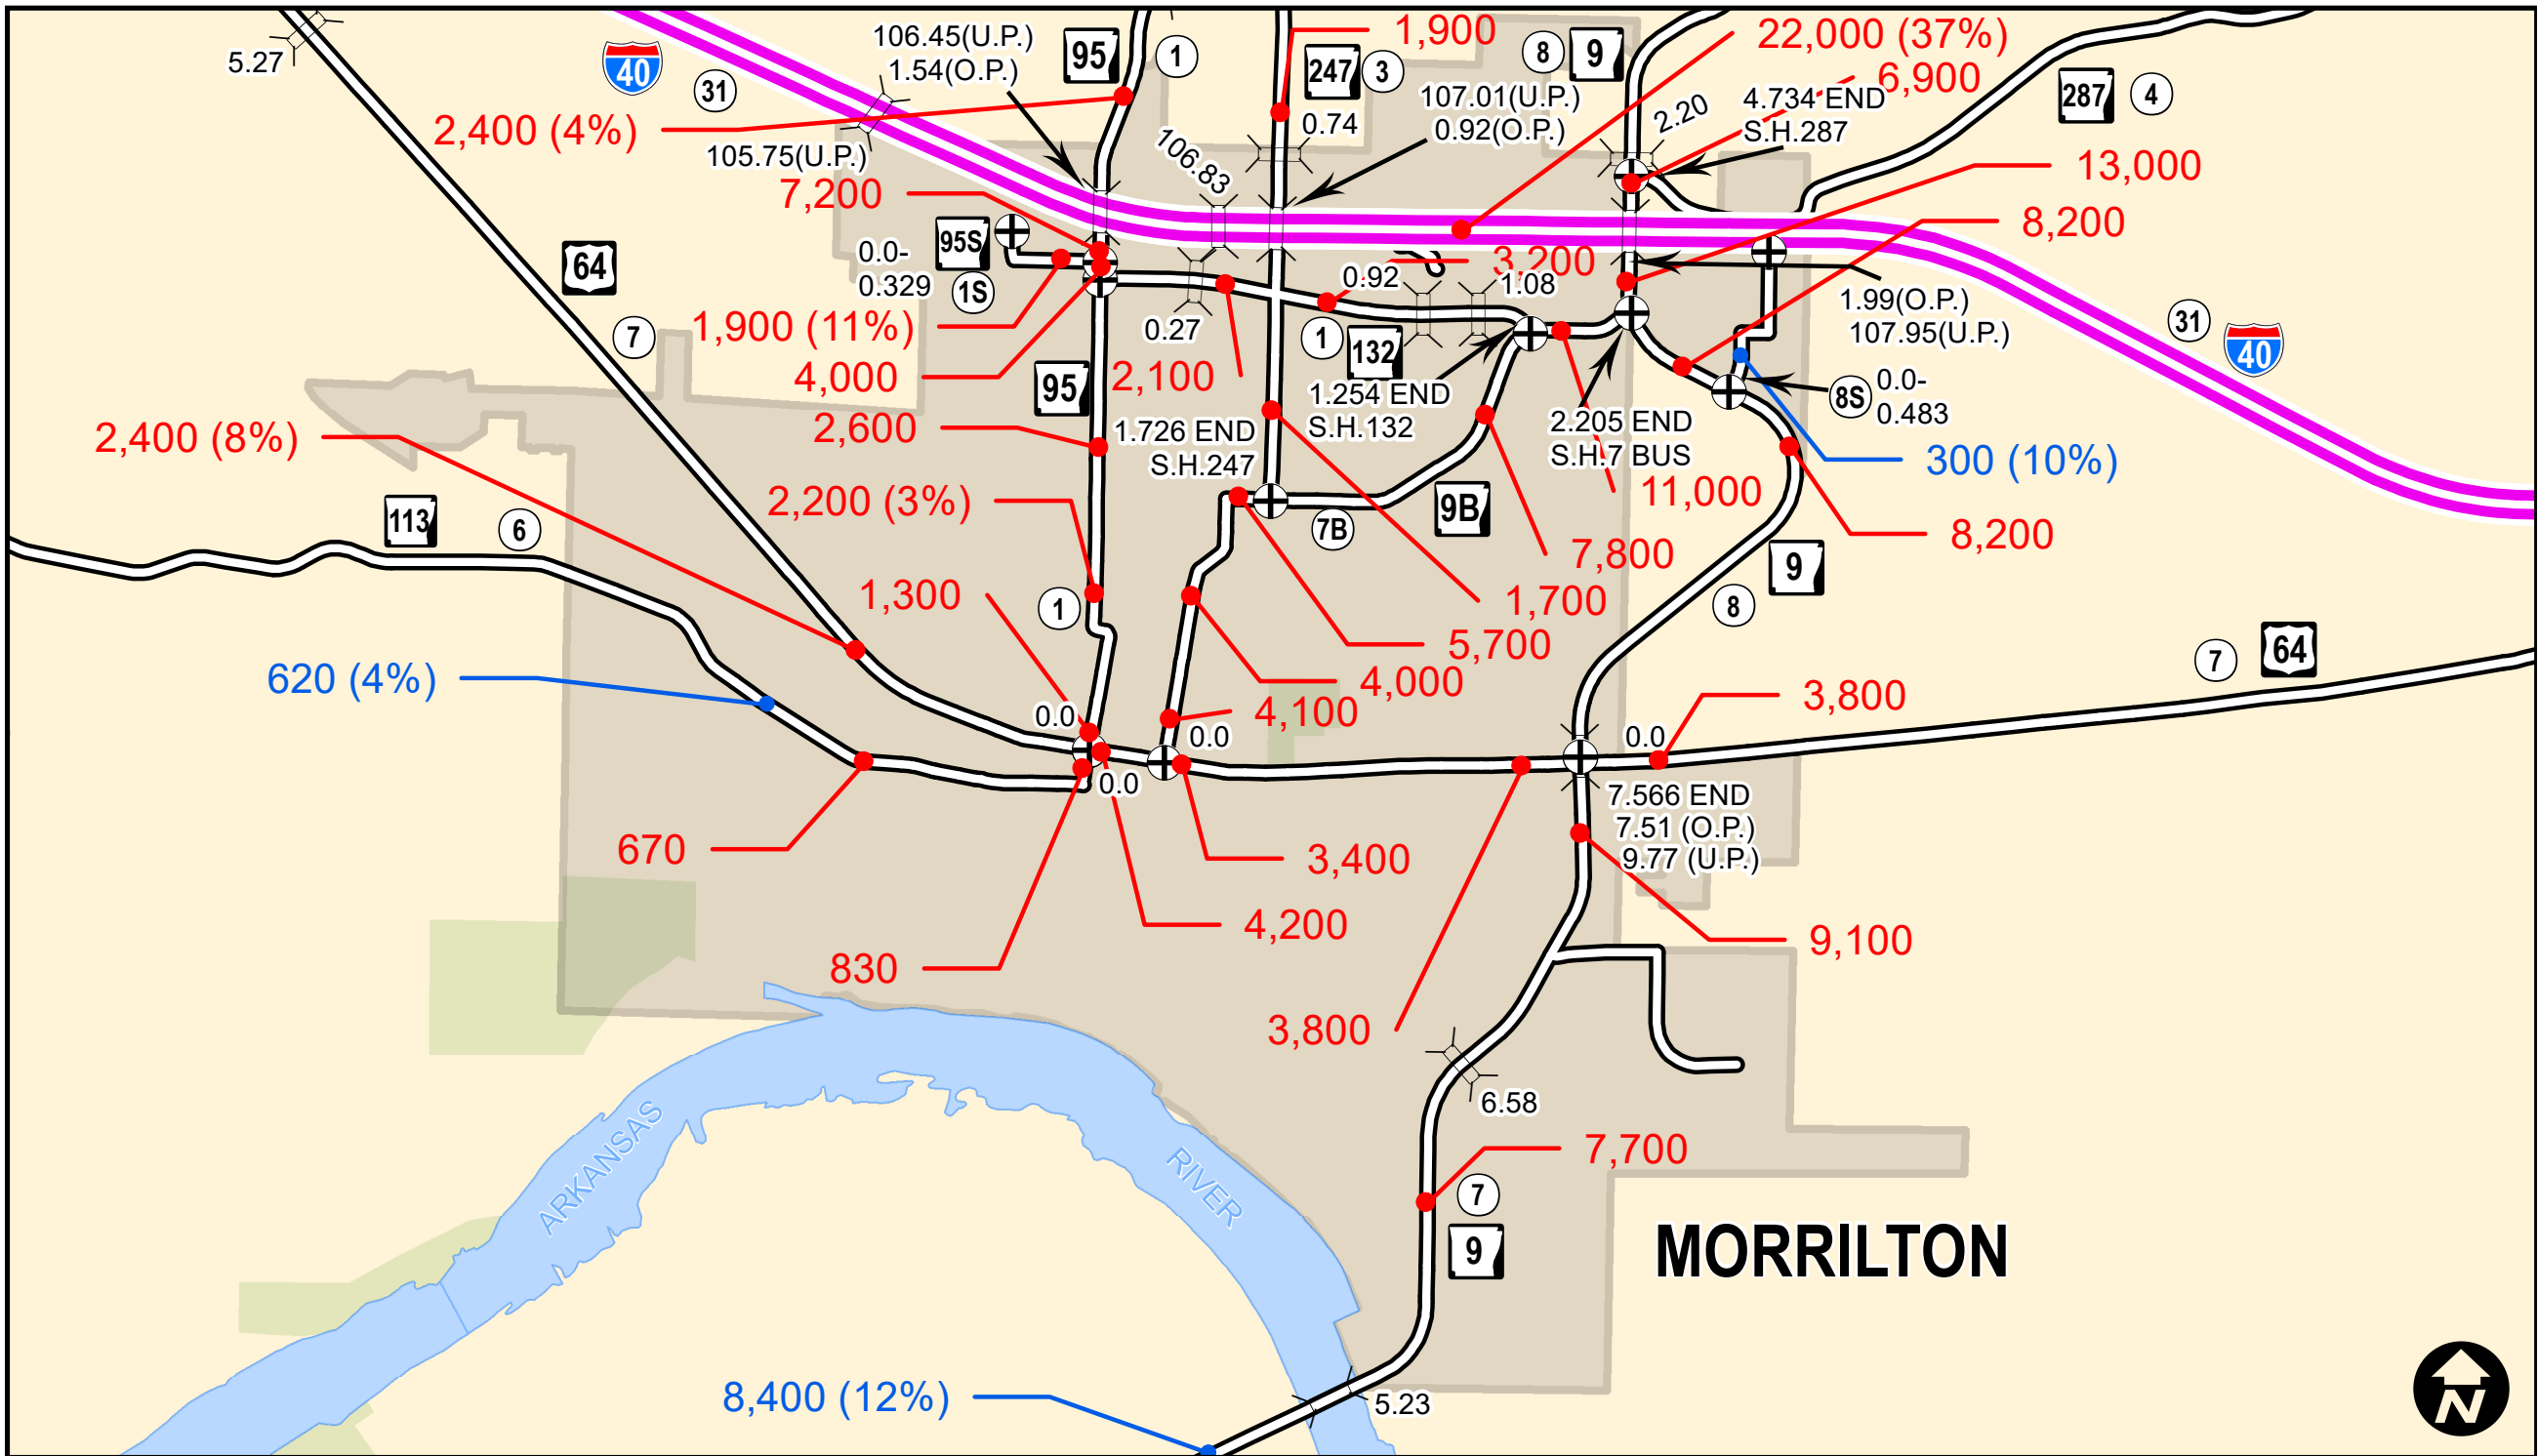 1,900
22,000 (37%)
106.45(U.P.)
1.54(O.P.)
95
1
8
9
5.27
40
31
247
3
6,900
107.01(U.P.)
0.92(O.P.)
4.734 END
S.H.287
287
4
2.20
2,400 (4%)
0.74
105.75(U.P.)
106.83
13,000
7,200
8,200
95S
0.0-
0.329
1S
64
3,200
0.92
1.08
1.99(O.P.)
107.95(U.P.)
31
40
1,900 (11%)
0.27
7
1
132
4,000
2,100
95
1.254 END
S.H.132
8S
0.0-
0.483
2,400 (8%)
2,600
1.726 END
S.H.247
2.205 END
S.H.7 BUS
300 (10%)
11,000
2,200 (3%)
113
6
9B
7B
8,200
7,800
9
1,300
1
1,700
8
5,700
64
7
620 (4%)
4,000
4,100
3,800
0.0
0.0
0.0
0.0
7.566 END
7.51 (O.P.)
9.77 (U.P.)
670
3,400
4,200
9,100
830
3,800
6.58
ARKANSAS
RIVER
7,700
7
9
MORRILTON
8,400 (12%)
5.23
N